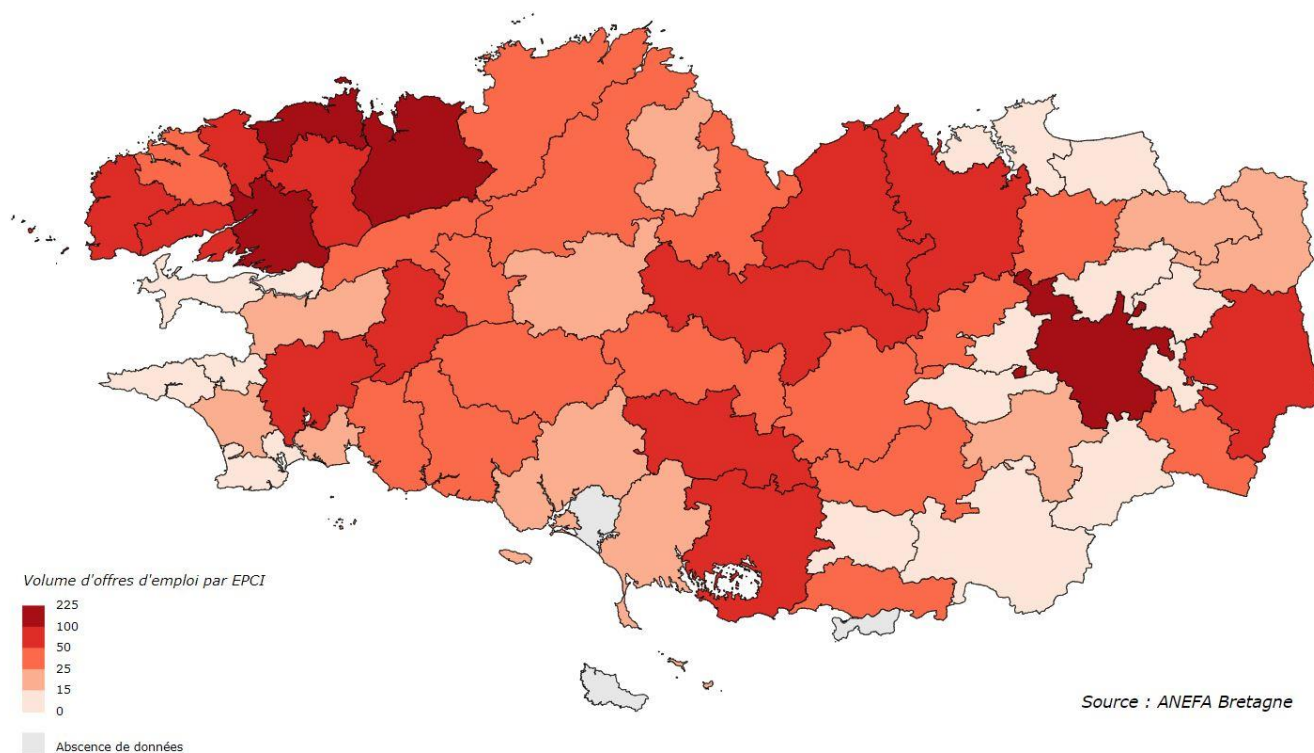 Volume d'offres d'emploi par EPCI
225
100
50
25
15
0
Abscence de données
Source : ANEFA Bretagne